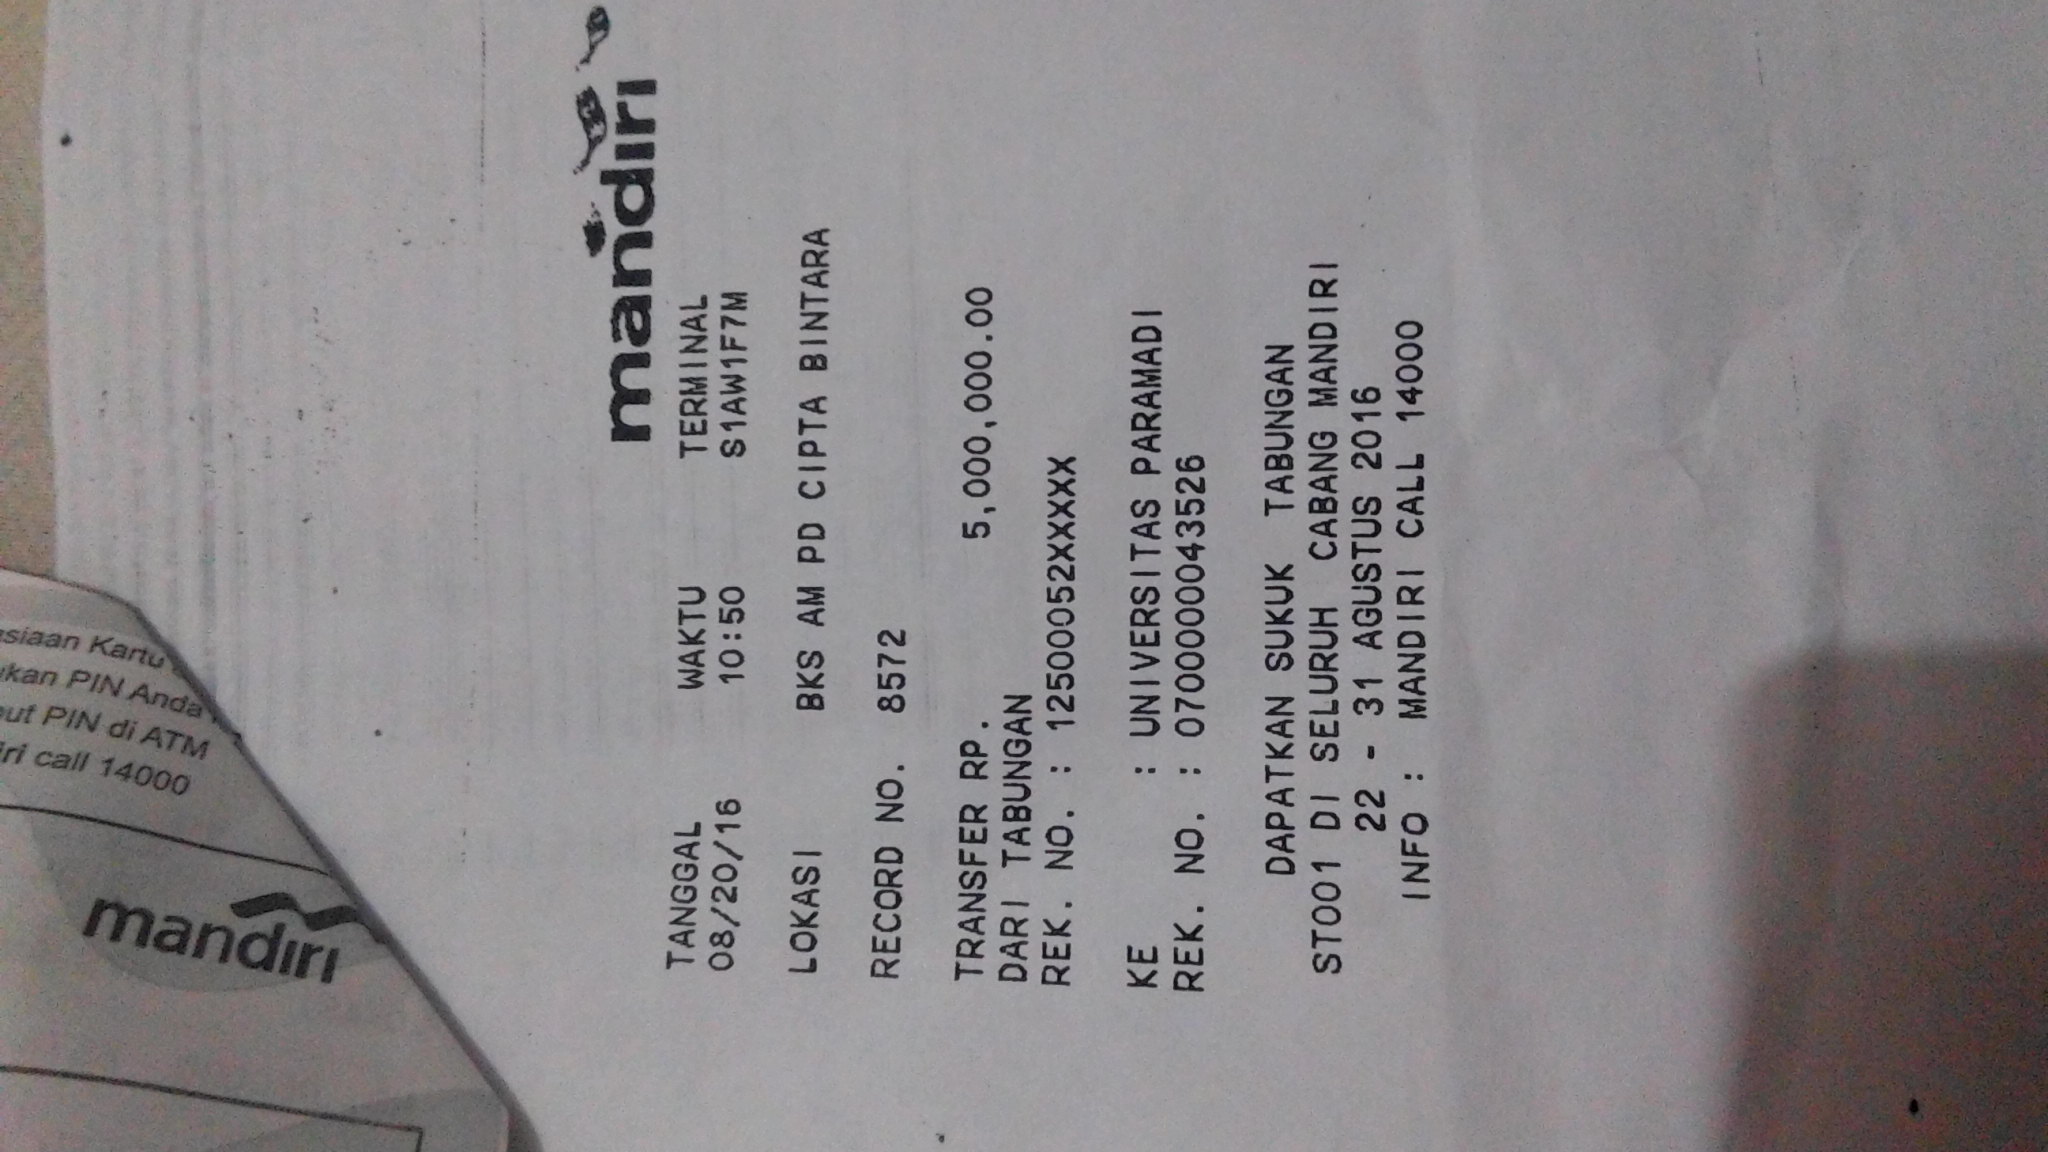 ssiaan Kartu
kan PIN Anda
ut PIN di ATM
iri call 14000
mandiri
mandiri
TANGGAL WAKTU TERMINAL
08/20/16 10:50 S1AW1F7M
LOKASI BKS AM PD CIPTA BINTARA
RECORD NO. 8572
TRANSFER RP. 5,000,000.00
DARI TABUNGAN
REK. NO. : 12500052XXXXX
KE : UNIVERSITAS PARAMADI
REK. NO. : 0700000043526
DAPATKAN SUKUK TABUNGAN
ST001 DI SELURUH CABANG MANDIRI
22 - 31 AGUSTUS 2016
INFO : MANDIRI CALL 14000